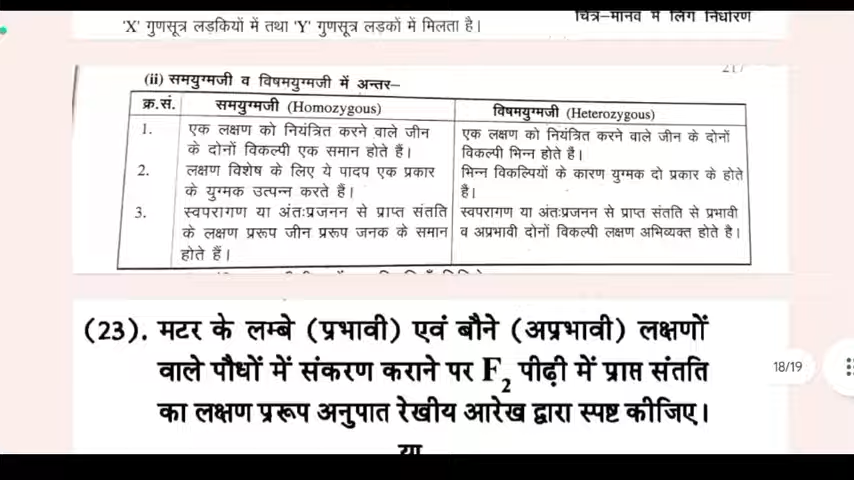 'X' गुणसूत्र लड़कियों में तथा 'Y' गुणसूत्र लड़कों में मिलता है।
चित्र-मानव में लिंग निर्धारण
217
(ii) समयुग्मजी व विषमयुग्मजी में अन्तर–
क्र.सं. समयुग्मजी (Homozygous) विषमयुग्मजी (Heterozygous)
1. एक लक्षण को नियंत्रित करने वाले जीन
के दोनों विकल्पी एक समान होते हैं।
एक लक्षण को नियंत्रित करने वाले जीन के दोनों
विकल्पी भिन्न होते है।
2. लक्षण विशेष के लिए ये पादप एक प्रकार
के युग्मक उत्पन्न करते हैं।
भिन्न विकल्पियों के कारण युग्मक दो प्रकार के होते
है।
3. स्वपरागण या अंतःप्रजनन से प्राप्त संतति
के लक्षण प्ररूप जीन प्ररूप जनक के समान
होते हैं।
स्वपरागण या अंतःप्रजनन से प्राप्त संतति से प्रभावी
व अप्रभावी दोनों विकल्पी लक्षण अभिव्यक्त होते है।
(23). मटर के लम्बे (प्रभावी) एवं बौने (अप्रभावी) लक्षणों
वाले पौधों में संकरण कराने पर F₂ पीढ़ी में प्राप्त संतति
का लक्षण प्ररूप अनुपात रेखीय आरेख द्वारा स्पष्ट कीजिए।
या
18/19